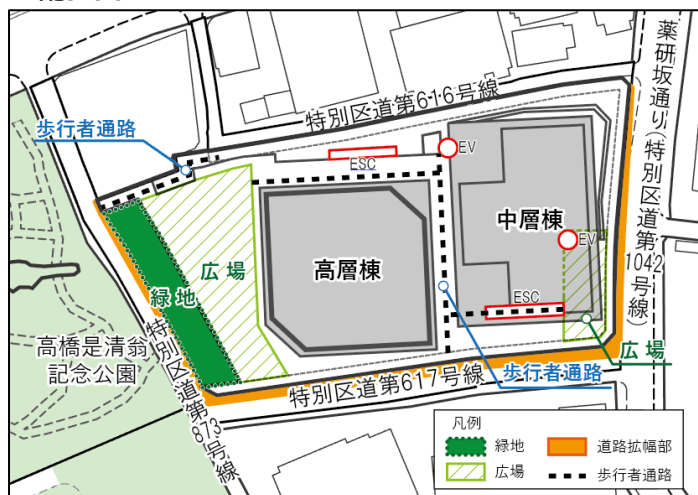 特別区道第616号線
薬研坂通り(特別区道第1042号線)
歩行者通路
ESC
EV
中層棟
高層棟
EV
広場
緑地
ESC
高橋是清翁
記念公園
特別区道第873号線
特別区道第617号線
歩行者通路
広場
凡例
緑地
道路拡幅部
広場
歩行者通路